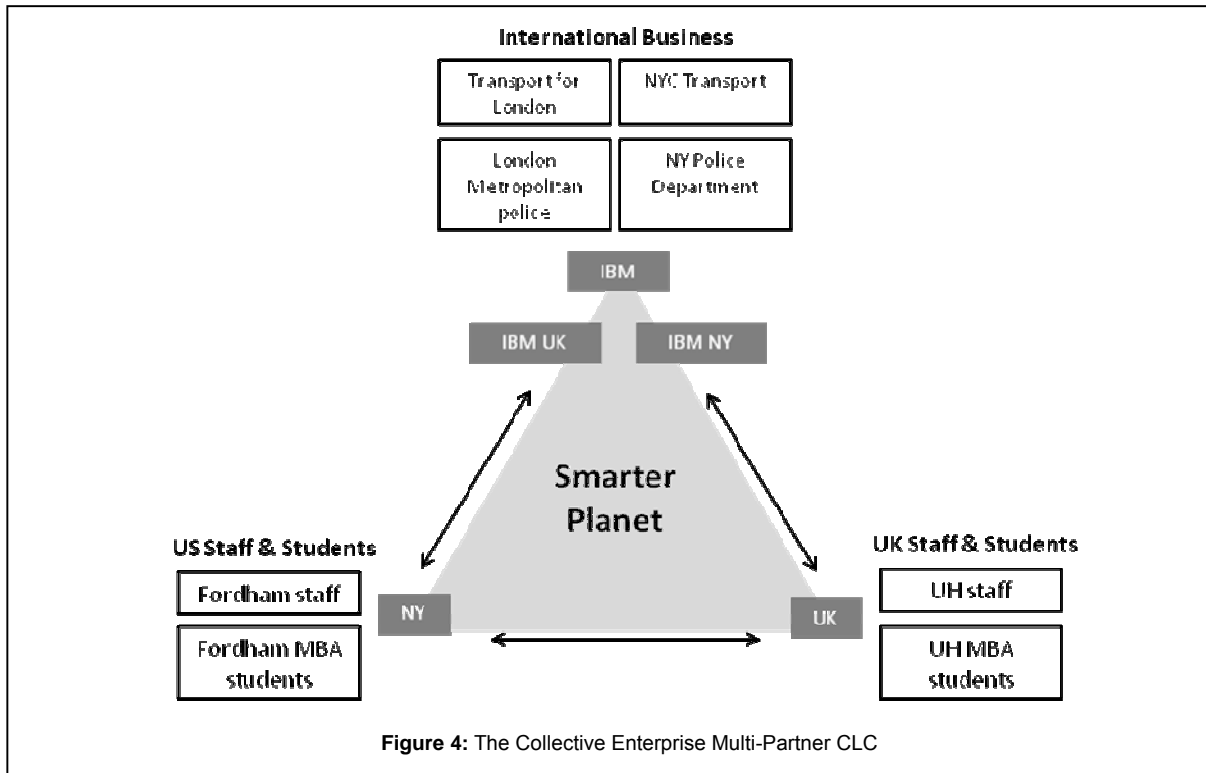 International Business
Transport for
London
NYC Transport
London
Metropolitan
police
NY Police
Department
IBM
IBM UK
IBM NY
Smarter
Planet
US Staff & Students
Fordham staff
Fordham MBA
students
NY
UK Staff & Students
UH staff
UH MBA
students
UK
Figure 4: The Collective Enterprise Multi-Partner CLC